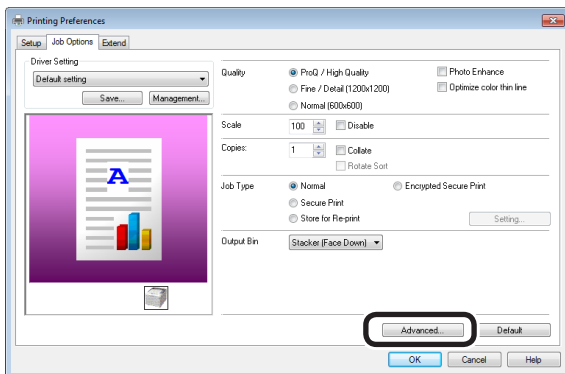 Printing Preferences
Setup Job Options Extend
Driver Setting
Default setting
Save... Management...
A
Quality ProQ / High Quality Photo Enhance
Fine / Detail (1200x1200) Optimize color thin line
Normal (600x600)
Scale 100 Disable
Copies: 1 Collate
Rotate Sort
Job Type Normal Encrypted Secure Print
Secure Print
Store for Re-print Setting...
Output Bin Stacker (Face Down)
Advanced... Default
OK Cancel Help